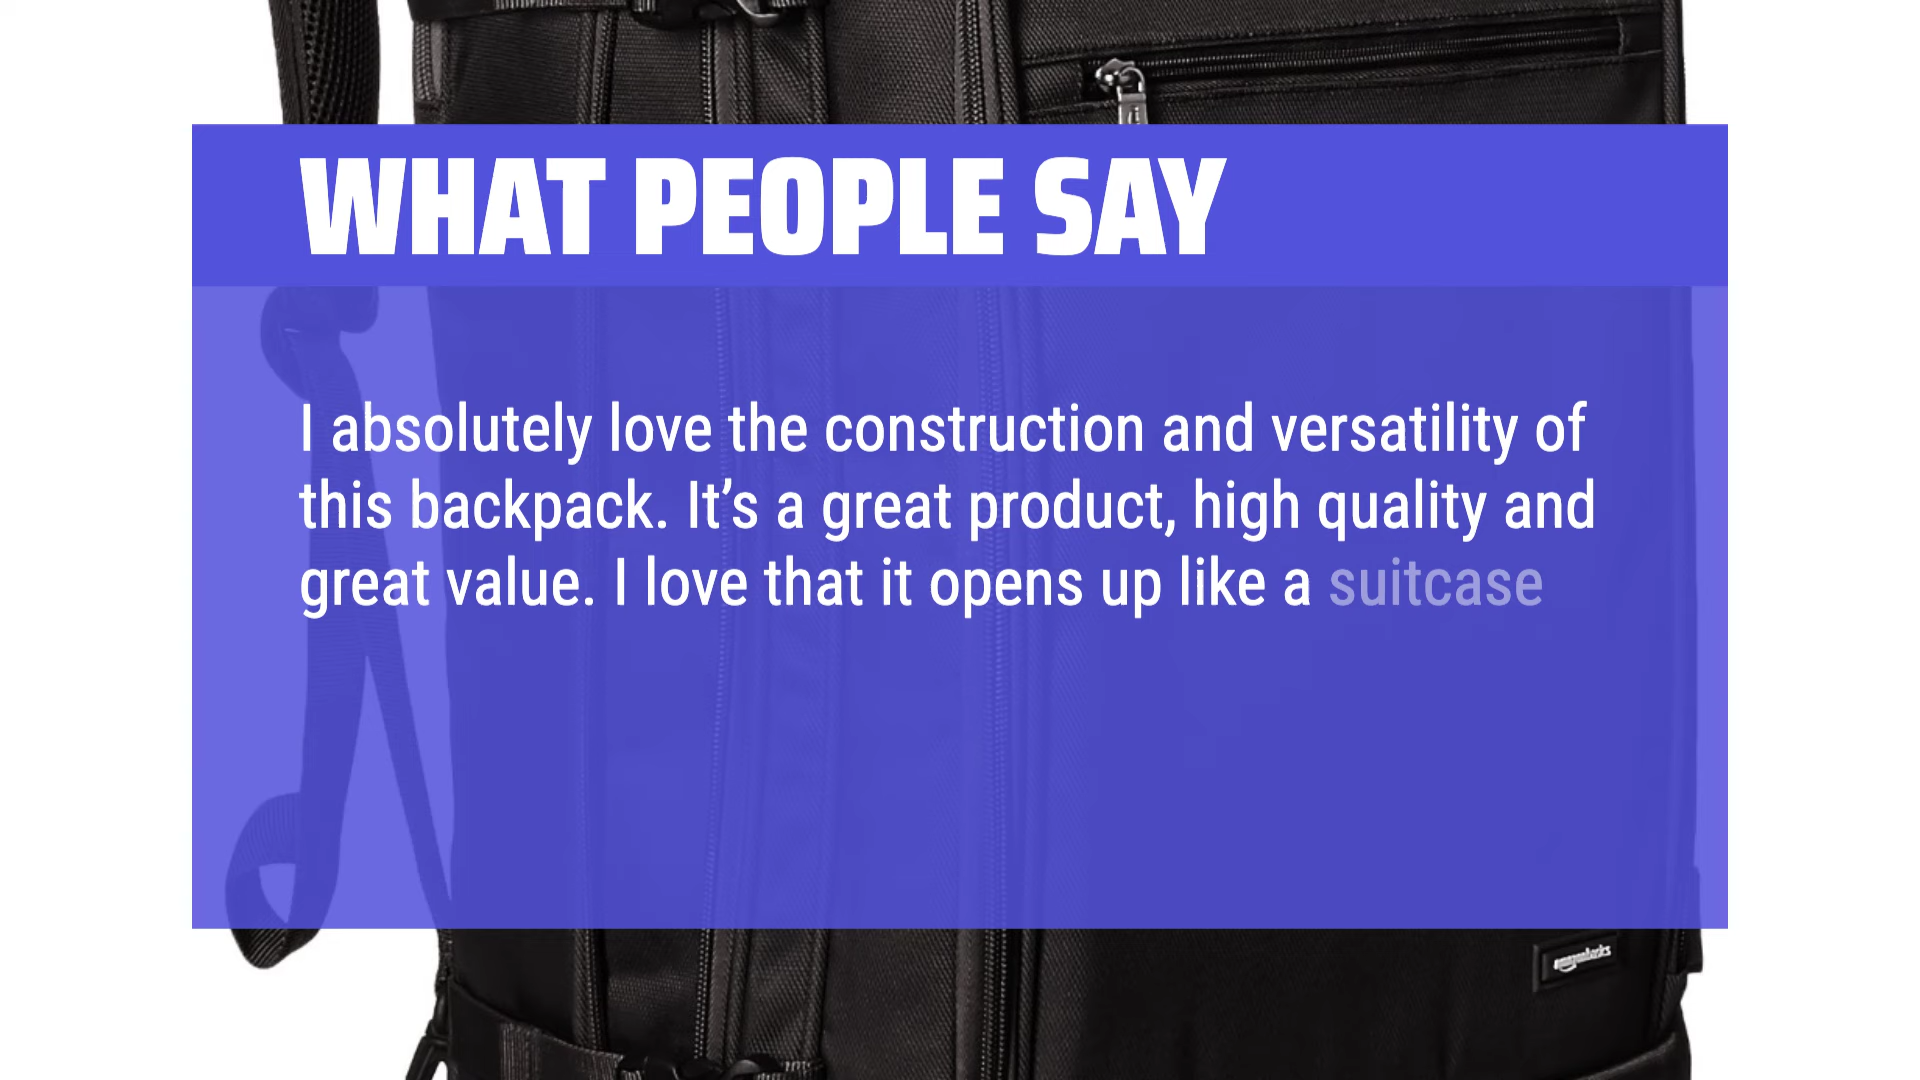 WHAT PEOPLE SAY
I absolutely love the construction and versatility of
this backpack. It’s a great product, high quality and
great value. I love that it opens up like a suitcase